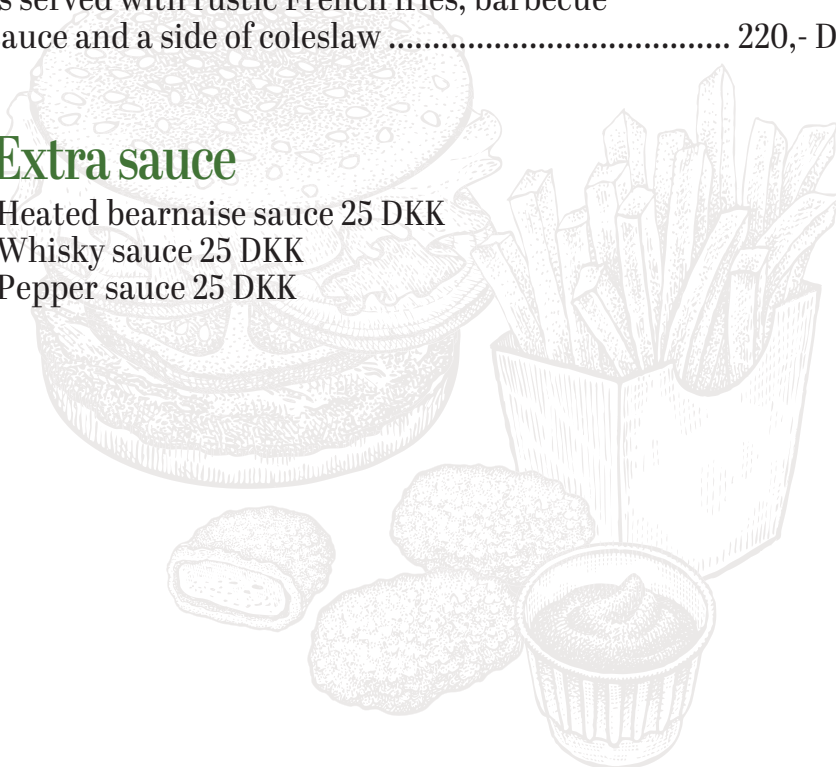 s served with rustic French fries, barbecue
auce and a side of coleslaw ...................................... 220,- D
Extra sauce
Heated bearnaise sauce 25 DKK
Whisky sauce 25 DKK
Pepper sauce 25 DKK